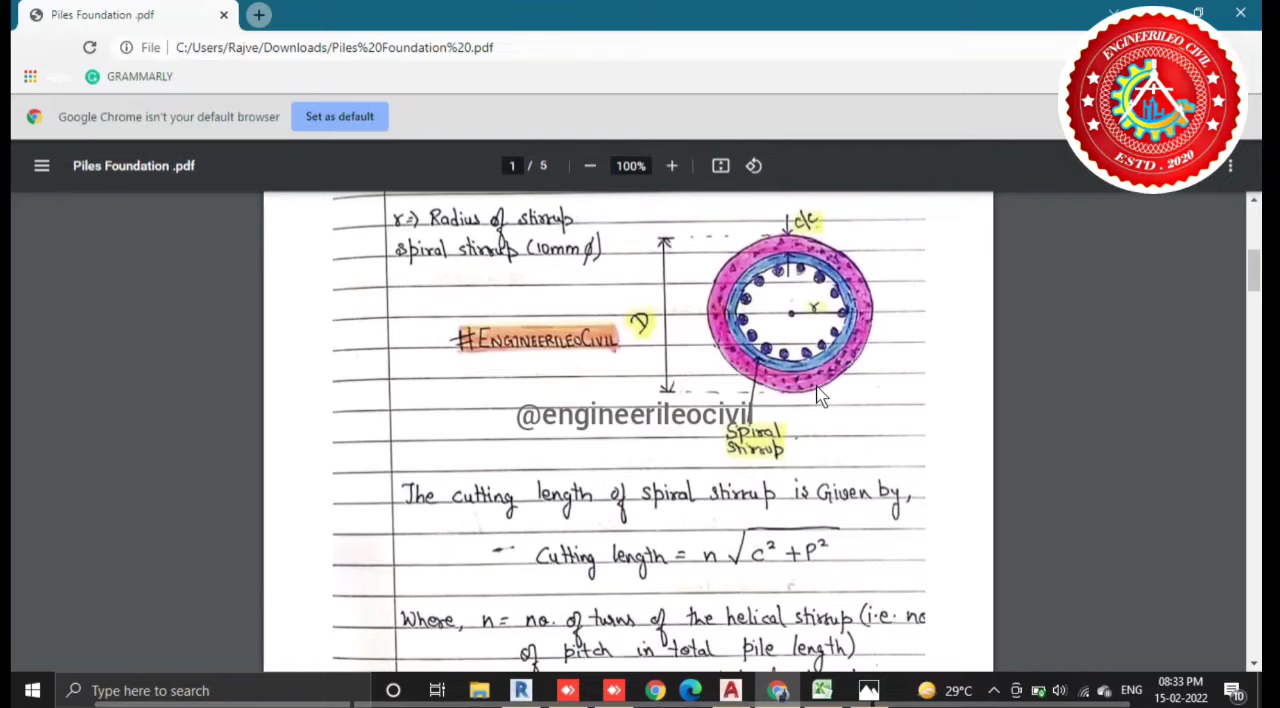 Piles Foundation .pdf
File
C:/Users/Rajve/Downloads/Piles%20Foundation%20.pdf
GRAMMARLY
Google Chrome isn't your default browser
Set as default
Piles Foundation .pdf
1 / 5
100%
ENGINEERILEO CIVIL
ESTD . 2020
r=) Radius of stirrup
spiral stirrup (10mm ϕ)
c/c
D
r
#ENGINEERILEOCIVIL
@engineerileocivil
Spiral
stirrup
The cutting length of spiral stirrup is Given by,
- Cutting length = n √c² + P²
Where, n = no. of turns of the helical stirrup (i.e. no
of pitch in total pile length)
Type here to search
29°C
ENG
08:33 PM
15-02-2022
10